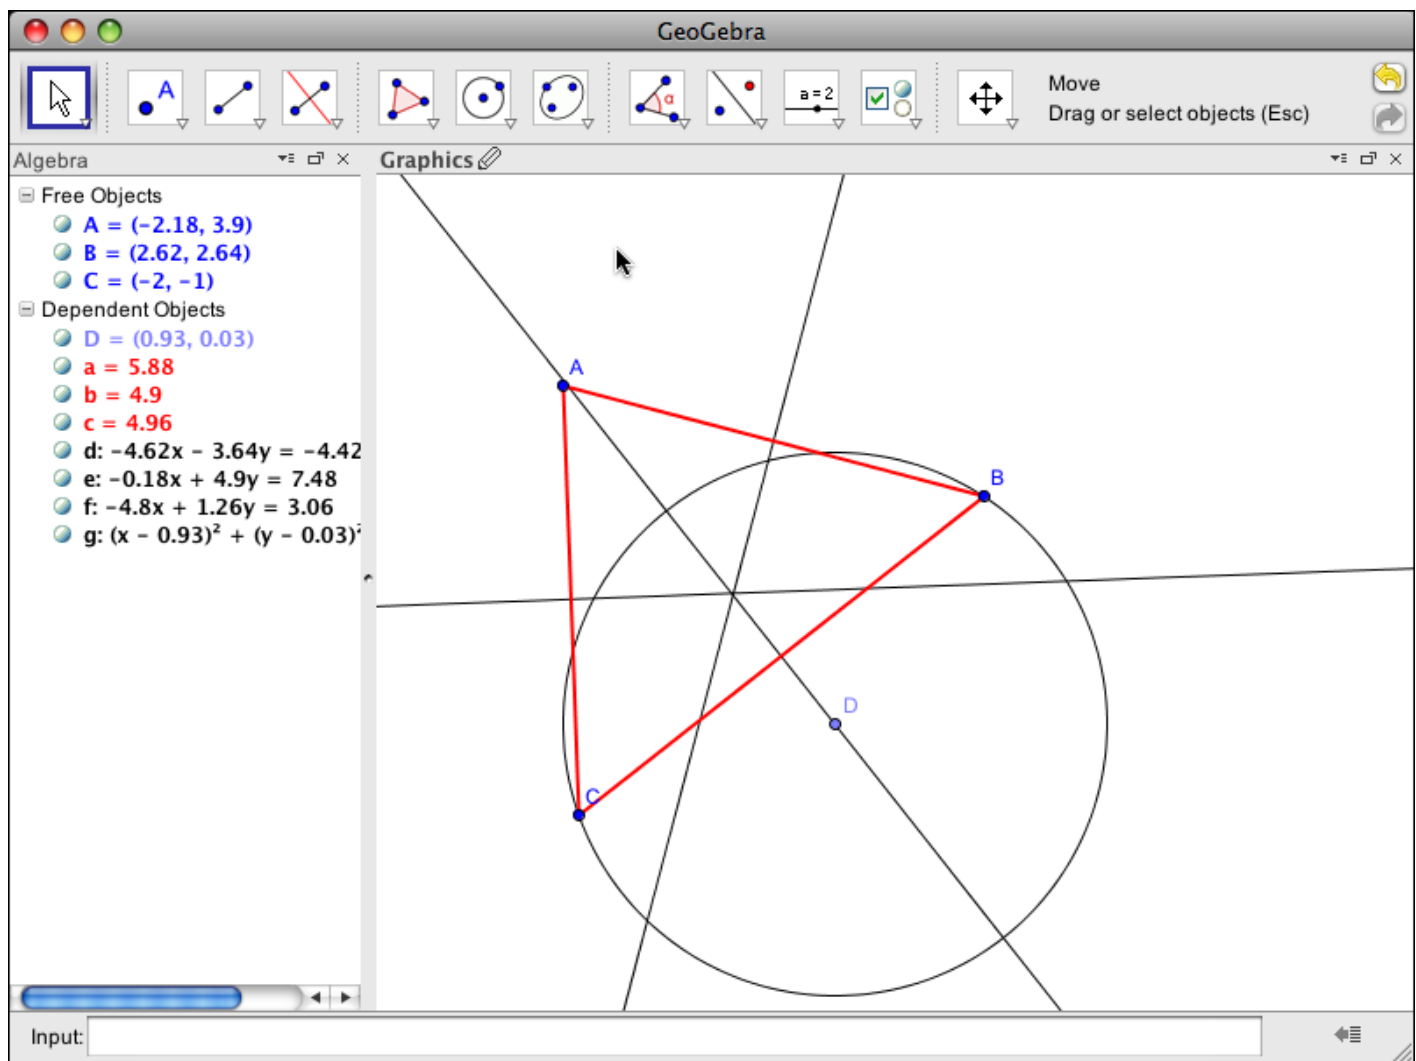 GeoGebra
A
α
a = 2
Move
Drag or select objects (Esc)
Algebra
Graphics
Free Objects
A = (−2.18, 3.9)
B = (2.62, 2.64)
C = (−2, −1)
Dependent Objects
D = (0.93, 0.03)
a = 5.88
b = 4.9
c = 4.96
d: −4.62x − 3.64y = −4.42
e: −0.18x + 4.9y = 7.48
f: −4.8x + 1.26y = 3.06
g: (x − 0.93)² + (y − 0.03)²
A
B
D
C
Input: